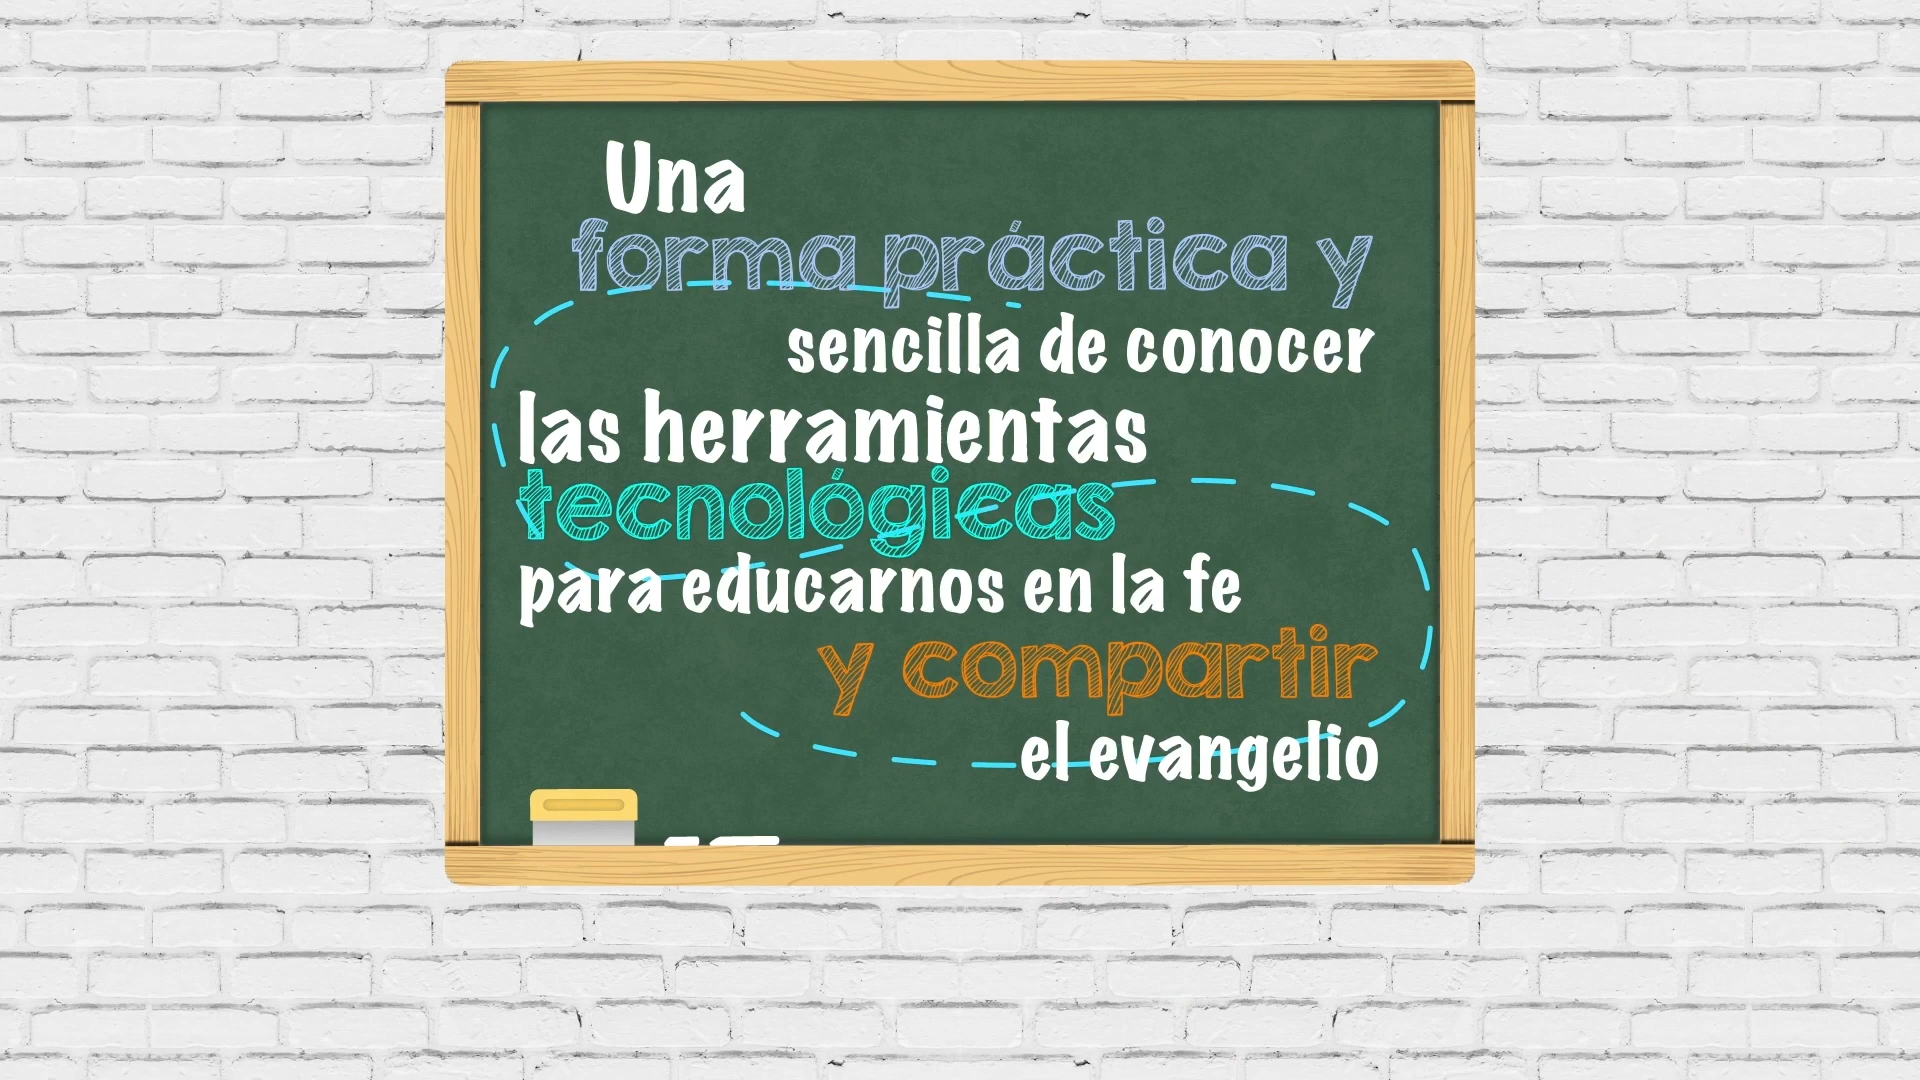 Una
forma práctica y
sencilla de conocer
las herramientas
tecnológicas
para educarnos en la fe
y compartir
el evangelio